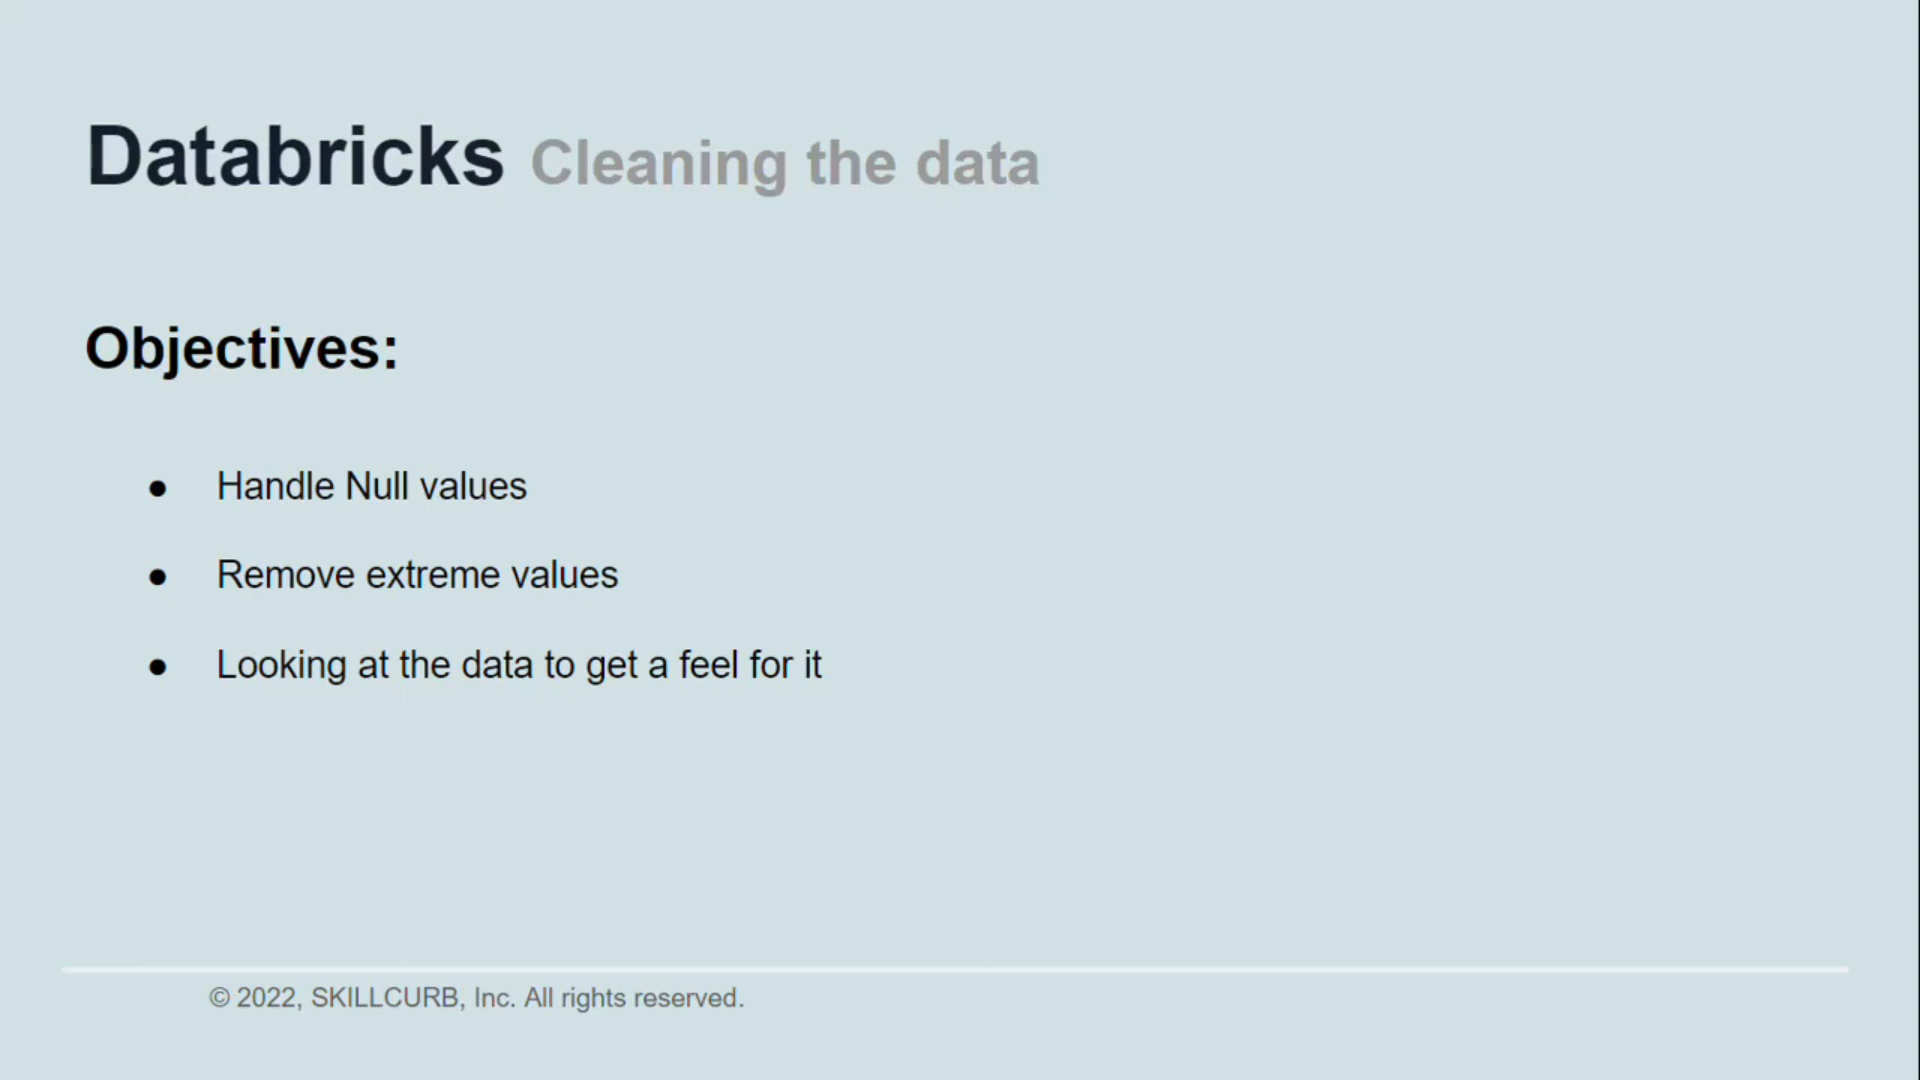 Databricks Cleaning the data
Objectives:
● Handle Null values
● Remove extreme values
● Looking at the data to get a feel for it
© 2022, SKILLCURB, Inc. All rights reserved.